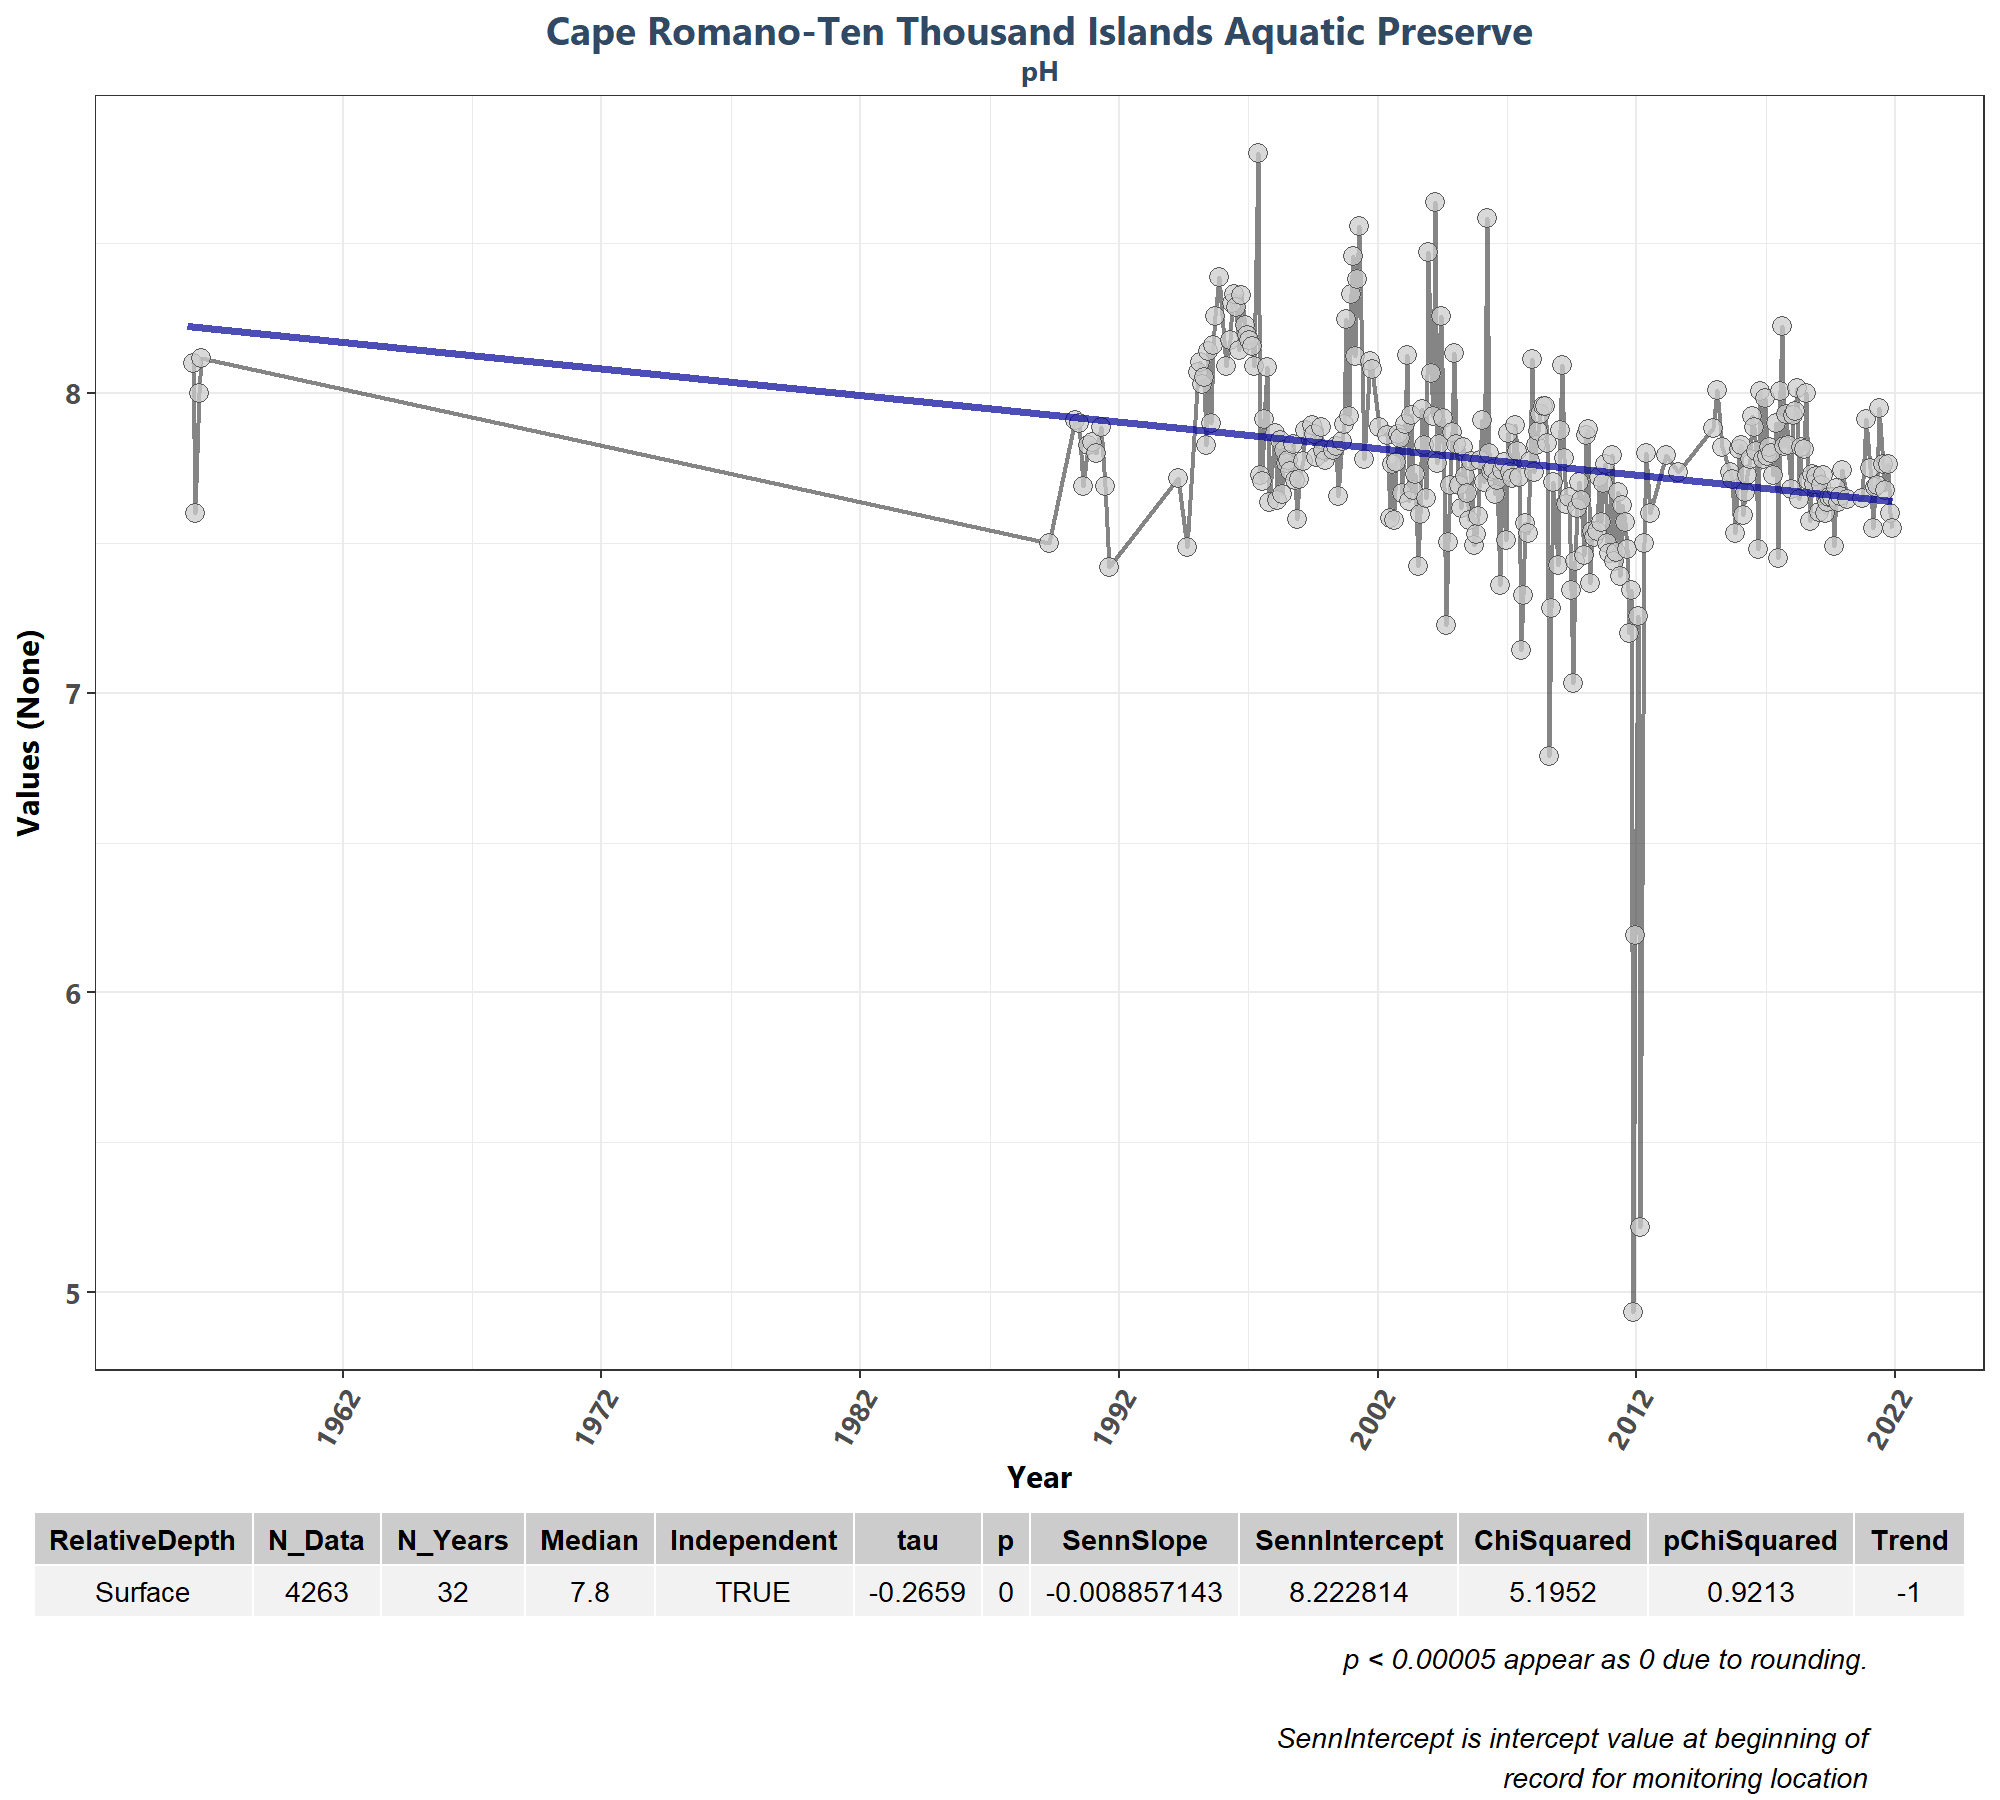 Cape Romano-Ten Thousand Islands Aquatic Preserve
pH
Values (None)
8
7
6
5
1962 1972 1982 1992 2002 2012 2022
Year
RelativeDepth N_Data N_Years Median Independent tau p SennSlope SennIntercept ChiSquared pChiSquared Trend
Surface 4263 32 7.8 TRUE -0.2659 0 -0.008857143 8.222814 5.1952 0.9213 -1
p < 0.00005 appear as 0 due to rounding.
SennIntercept is intercept value at beginning of
record for monitoring location